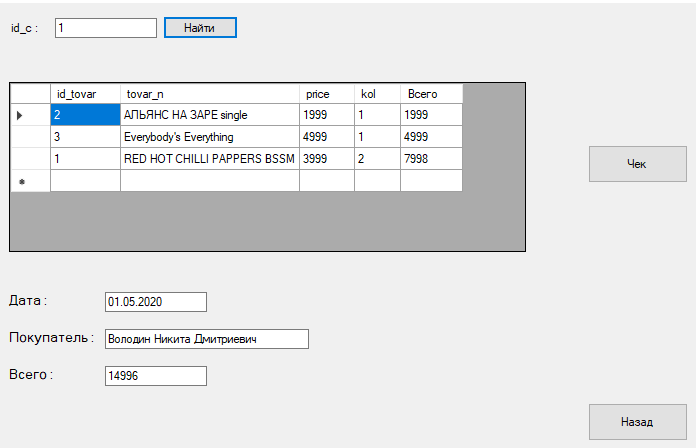 id_c : 1 Найти
id_tovar tovar_n price kol Всего
2 АЛЬЯНС НА ЗАРЕ single 1999 1 1999
3 Everybody's Everything 4999 1 4999
1 RED HOT CHILLI PAPPERS BSSM 3999 2 7998
Чек
Дата : 01.05.2020
Покупатель : Володин Никита Дмитриевич
Всего : 14996
Назад